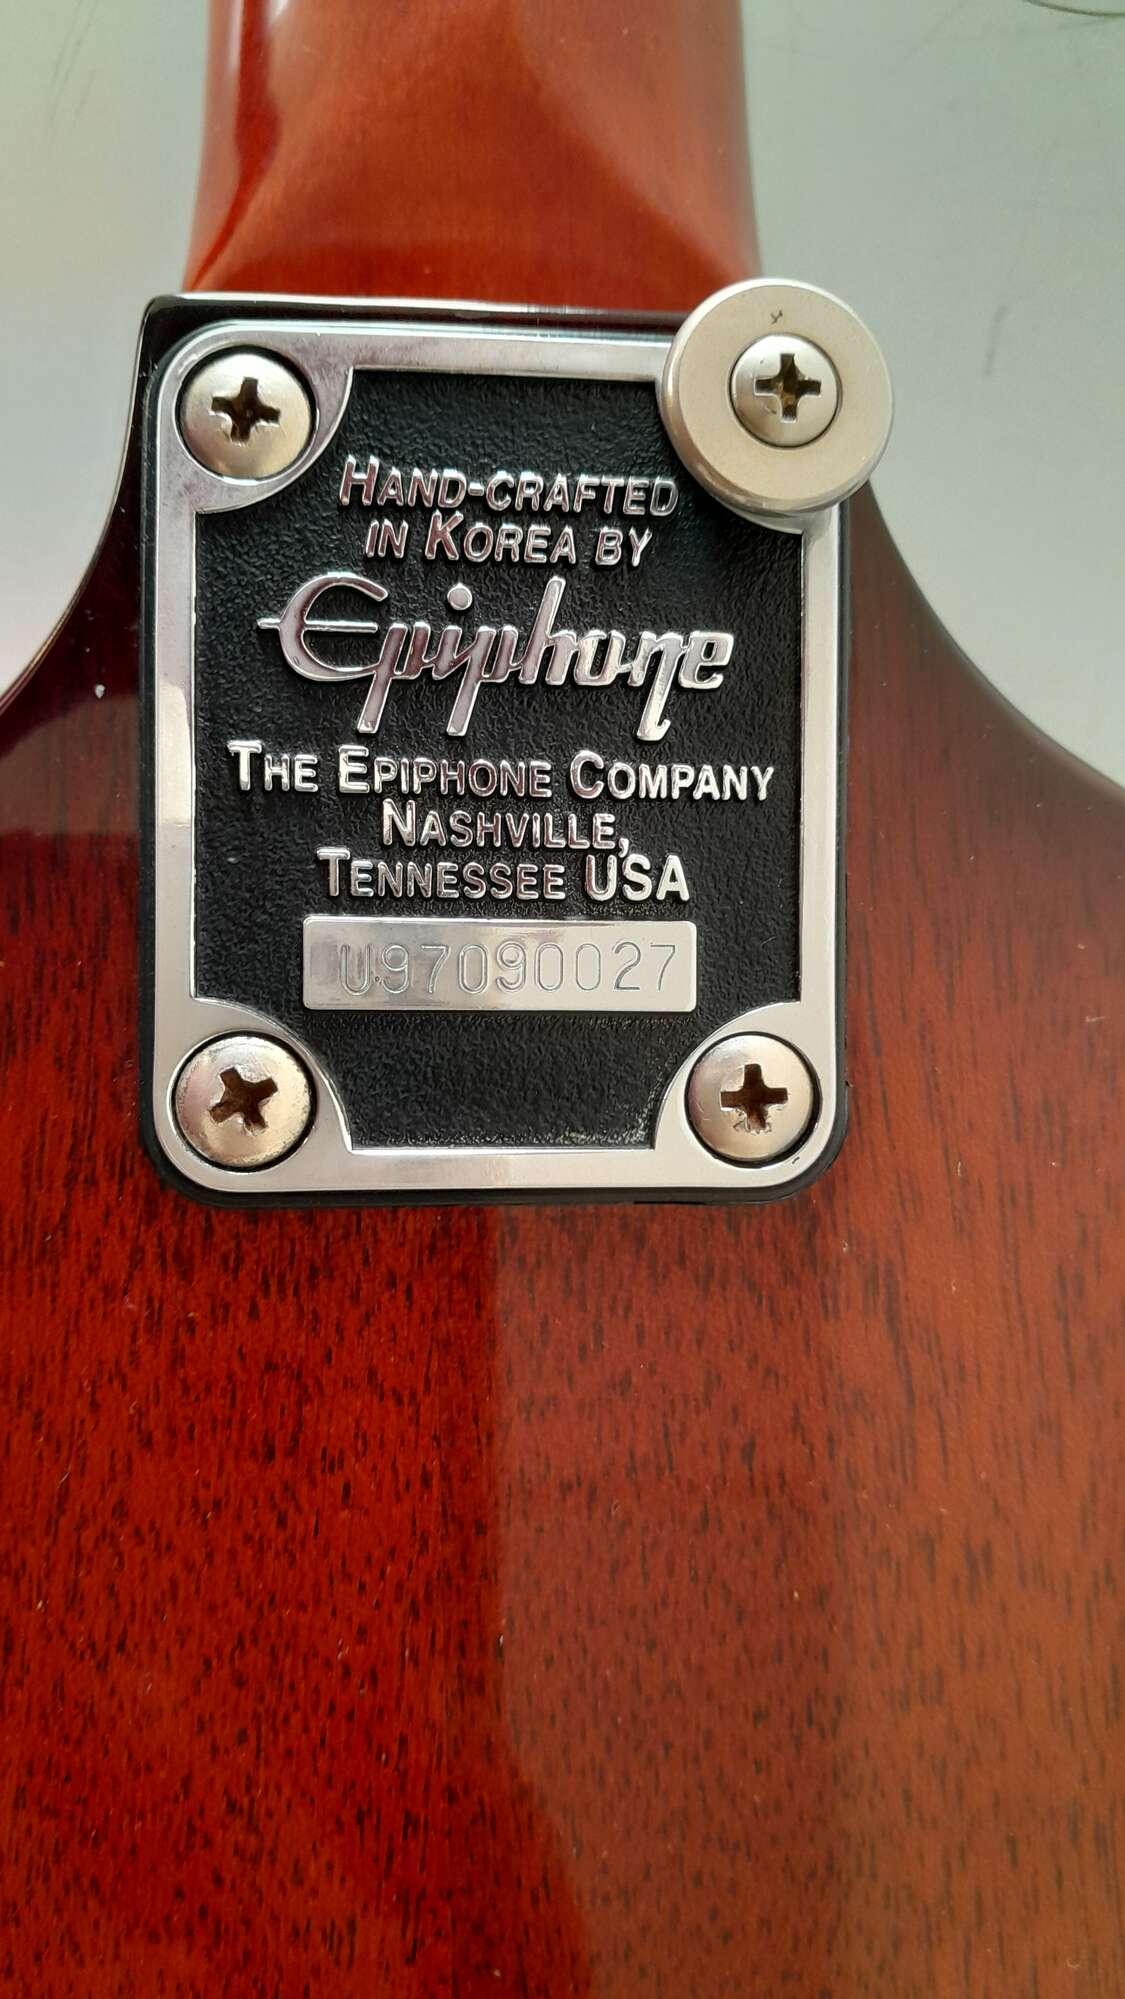 HAND-CRAFTED
IN KOREA BY
Epiphone
THE EPIPHONE COMPANY
NASHVILLE,
TENNESSEE USA
U97090027